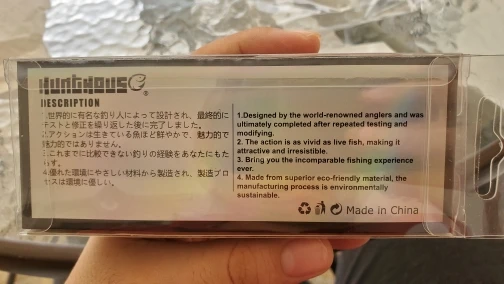 HUNTHOUSE
DESCRIPTION
1.世界的に有名な釣り人によって設計され、最終的に
テストと修正を繰り返した後に完了しました。
2.アクションは生きている魚ほど鮮やかで、魅力的で
魅力的ではありません。
3.これまでに比較できない釣りの経験をあなたにもた
らす。
4.優れた環境にやさしい材料から製造され、製造プロ
セスは環境に優しい。
1.Designed by the world-renowned anglers and was
ultimately completed after repeated testing and
modifying.
2. The action is as vivid as live fish, making it
attractive and irresistible.
3. Bring you the incomparable fishing experience
ever.
4. Made from superior eco-friendly material, the
manufacturing process is environmentally
sustainable.
Made in China